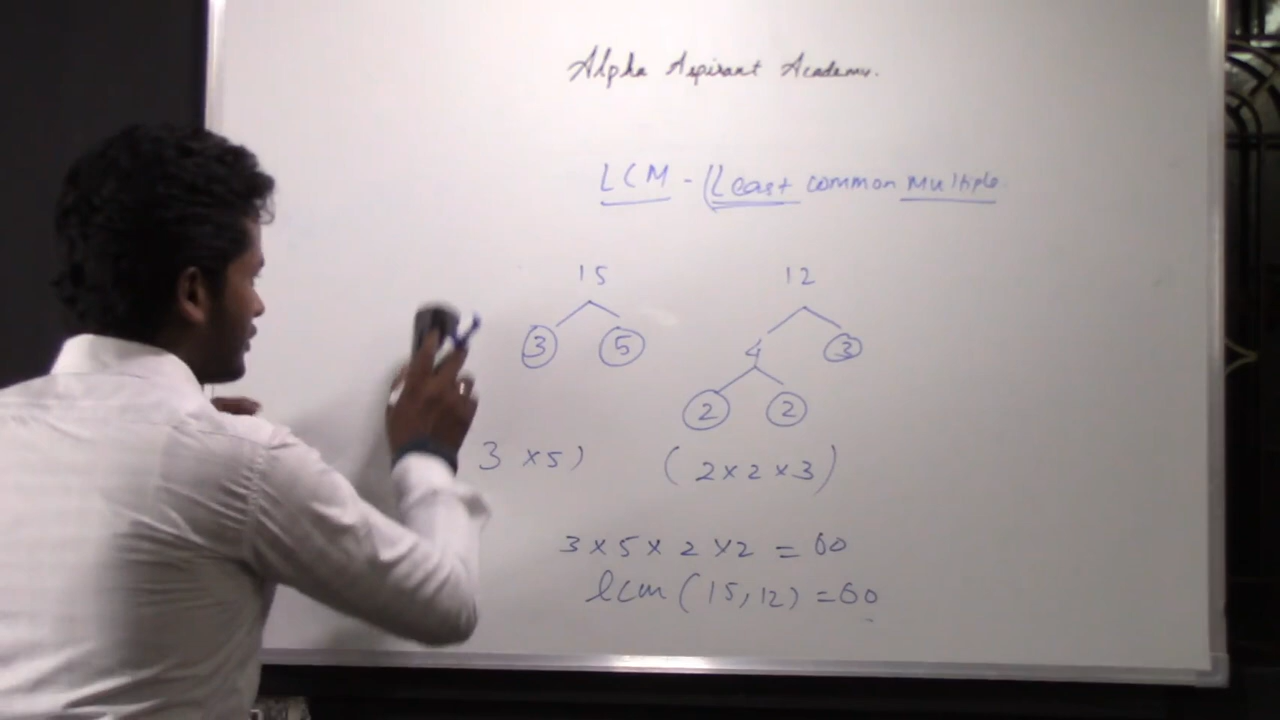 Alpha Aspirant Academy.
LCM - (Least common Multiple
15 12
3 5 4 3
2 2
3 × 5) (2 × 2 × 3)
3 × 5 × 2 × 2 = 60
lcm (15, 12) = 60